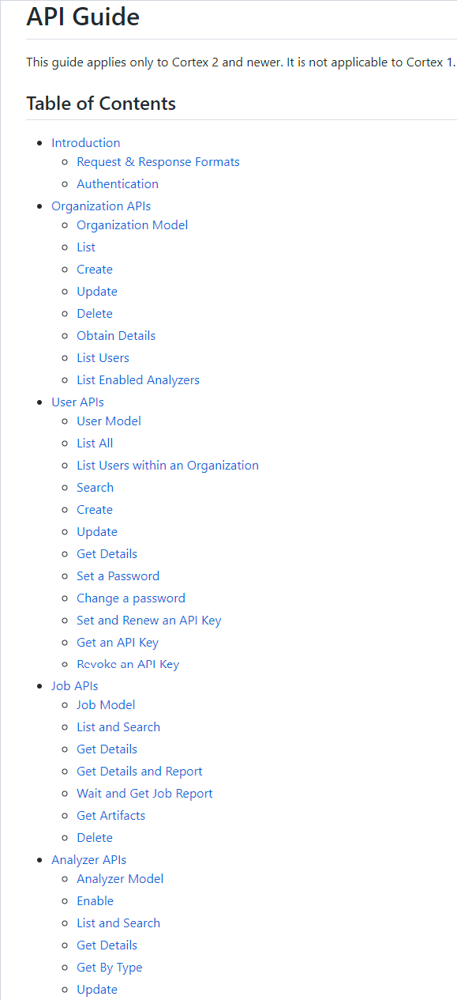 API Guide
This guide applies only to Cortex 2 and newer. It is not applicable to Cortex 1.
Table of Contents
Introduction
Request & Response Formats
Authentication
Organization APIs
Organization Model
List
Create
Update
Delete
Obtain Details
List Users
List Enabled Analyzers
User APIs
User Model
List All
List Users within an Organization
Search
Create
Update
Get Details
Set a Password
Change a password
Set and Renew an API Key
Get an API Key
Revoke an API Key
Job APIs
Job Model
List and Search
Get Details
Get Details and Report
Wait and Get Job Report
Get Artifacts
Delete
Analyzer APIs
Analyzer Model
Enable
List and Search
Get Details
Get By Type
Update